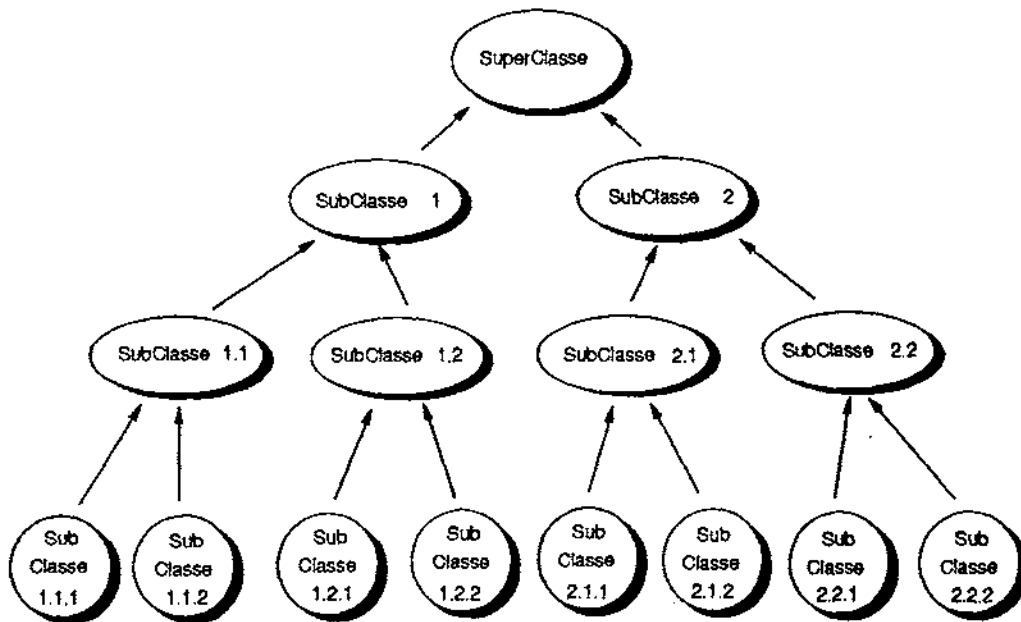 SuperClasse
SubClasse 1
SubClasse 2
SubClasse 1.1
SubClasse 1.2
SubClasse 2.1
SubClasse 2.2
Sub
Classe
1.1.1
Sub
Classe
1.1.2
Sub
Classe
1.2.1
Sub
Classe
1.2.2
Sub
Classe
2.1.1
Sub
Classe
2.1.2
Sub
Classe
2.2.1
Sub
Classe
2.2.2